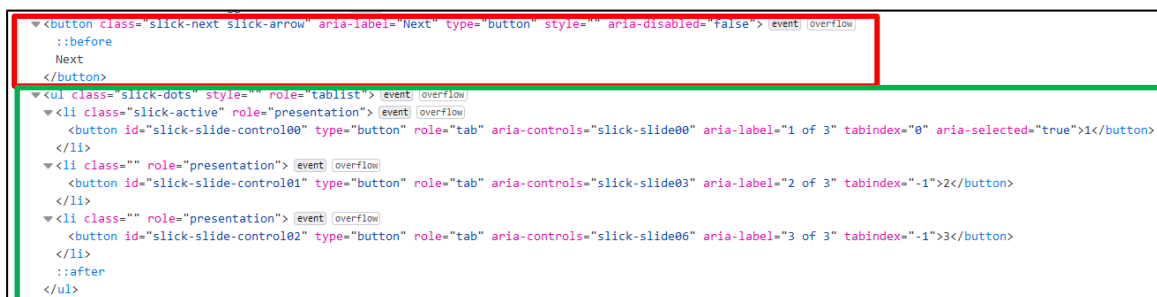 <button class="slick-next slick-arrow" aria-label="Next" type="button" style="" aria-disabled="false"> event overflow
::before
Next
</button>
<ul class="slick-dots" style="" role="tablist"> event overflow
<li class="slick-active" role="presentation"> event overflow
<button id="slick-slide-control00" type="button" role="tab" aria-controls="slick-slide00" aria-label="1 of 3" tabindex="0" aria-selected="true">1</button>
</li>
<li class="" role="presentation"> event overflow
<button id="slick-slide-control01" type="button" role="tab" aria-controls="slick-slide03" aria-label="2 of 3" tabindex="-1">2</button>
</li>
<li class="" role="presentation"> event overflow
<button id="slick-slide-control02" type="button" role="tab" aria-controls="slick-slide06" aria-label="3 of 3" tabindex="-1">3</button>
</li>
::after
</ul>